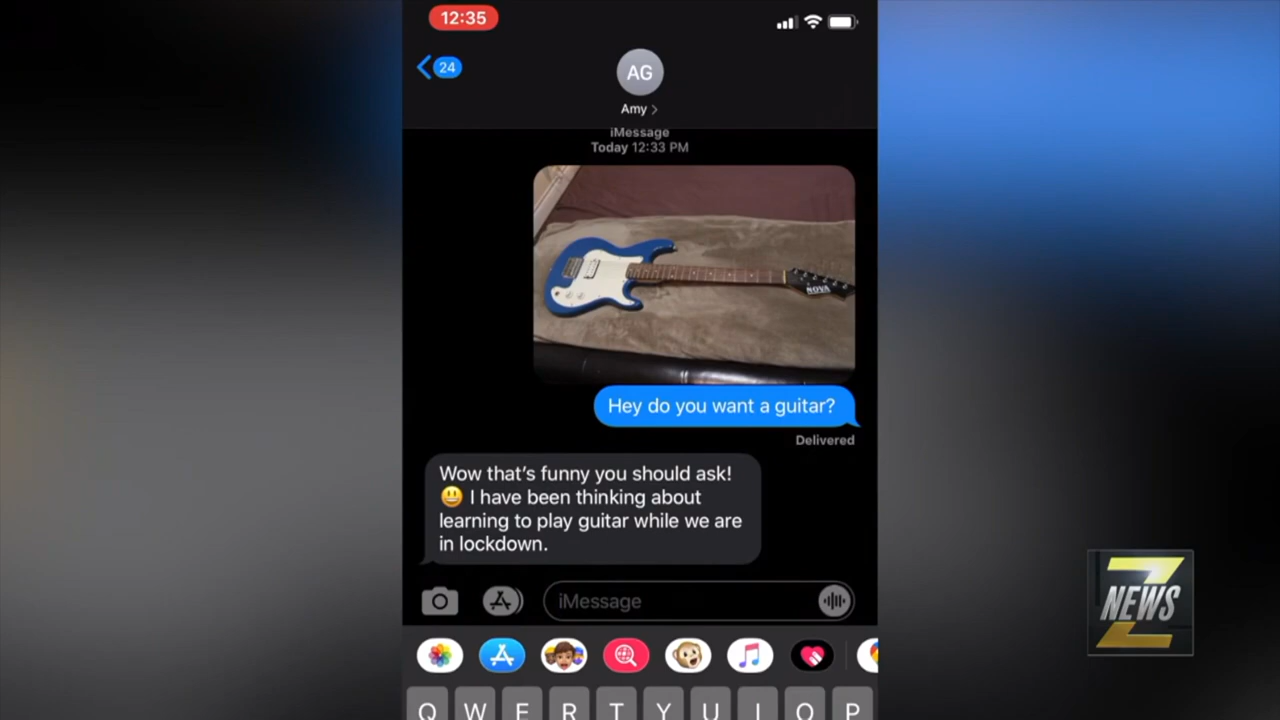 12:35
24
AG
Amy
iMessage
Today 12:33 PM
NOVA
Hey do you want a guitar?
Delivered
Wow that's funny you should ask!
😃 I have been thinking about
learning to play guitar while we are
in lockdown.
iMessage
Q W E R T Y U I O P
Z
NEWS